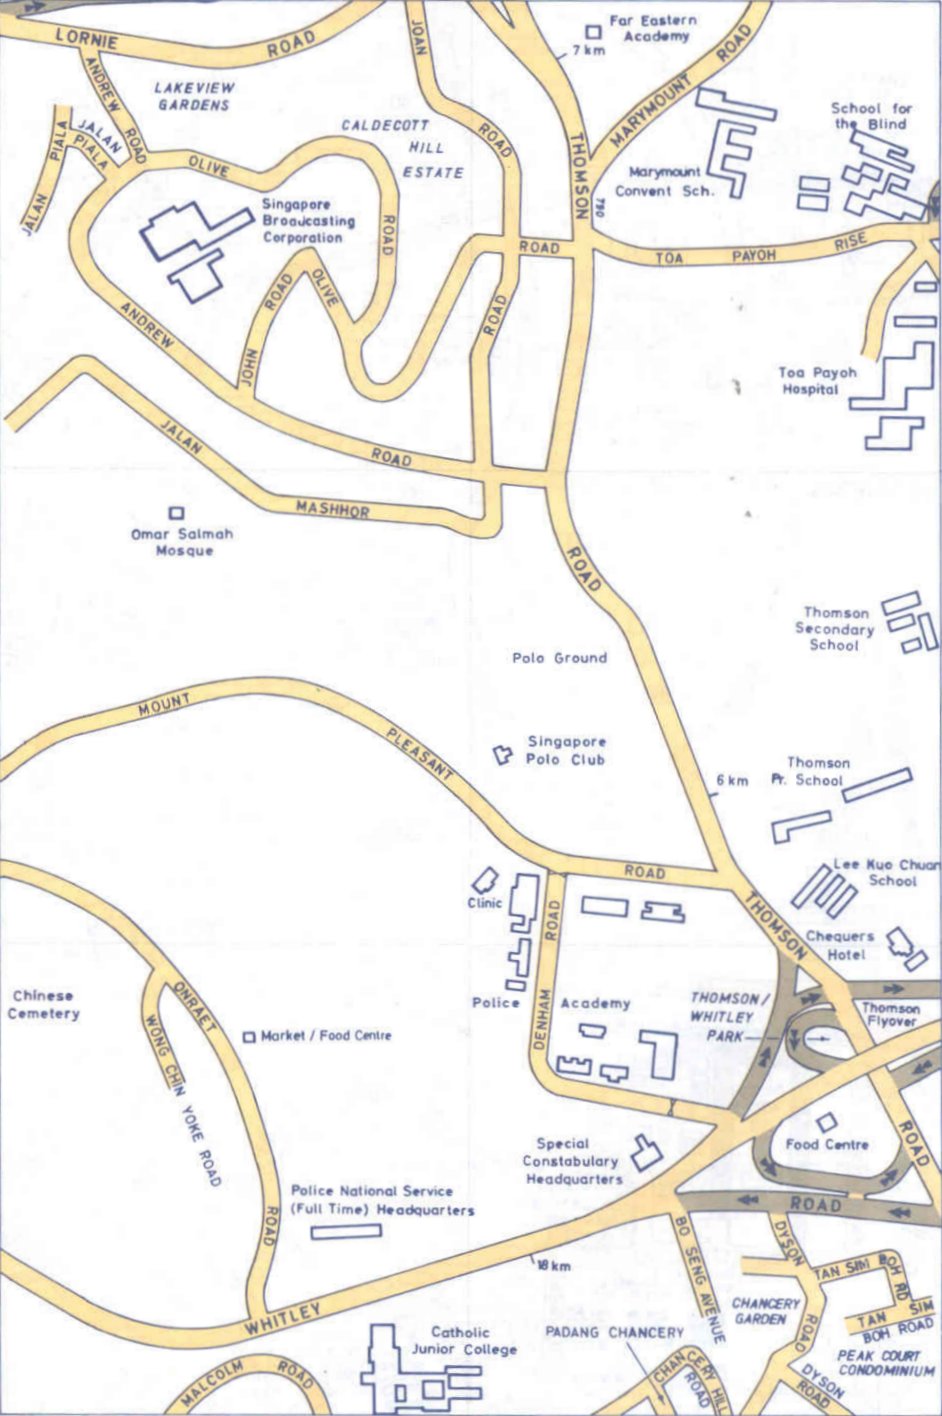 LORNIE
ROAD
JOAN
ROAD
ROAD
Far Eastern
Academy
7 km
MARYMOUNT
ROAD
ANDREW
ROAD
LAKEVIEW
GARDENS
CALDECOTT
HILL
ESTATE
School for
the Blind
JALAN
PIALA
JALAN
PIALA
OLIVE
ROAD
THOMSON
790
Marymount
Convent Sch.
Singapore
Broadcasting
Corporation
ROAD
TOA
PAYOH
RISE
JOHN
ROAD
OLIVE
ANDREW
ROAD
Toa Payoh
Hospital
JALAN
MASHHOR
Omar Salmah
Mosque
ROAD
Thomson
Secondary
School
Polo Ground
MOUNT
PLEASANT
ROAD
Singapore
Polo Club
6 km
Thomson
Pr. School
Lee Kuo Chuan
School
Clinic
DENHAM
ROAD
THOMSON
Chequers
Hotel
Police
Academy
THOMSON/
WHITLEY
PARK
Thomson
Flyover
Chinese
Cemetery
ONRAET
ROAD
WONG CHIN YOKE ROAD
Market / Food Centre
Special
Constabulary
Headquarters
Food Centre
ROAD
Police National Service
(Full Time) Headquarters
ROAD
18 km
BO SENG AVENUE
DYSON
ROAD
TAN SIM BOH RD
TAN SIM
BOH ROAD
CHANCERY
GARDEN
PEAK COURT
CONDOMINIUM
WHITLEY
Catholic
Junior College
PADANG CHANCERY
MALCOLM
ROAD
CHANCERY HILL
ROAD
DYSON
ROAD